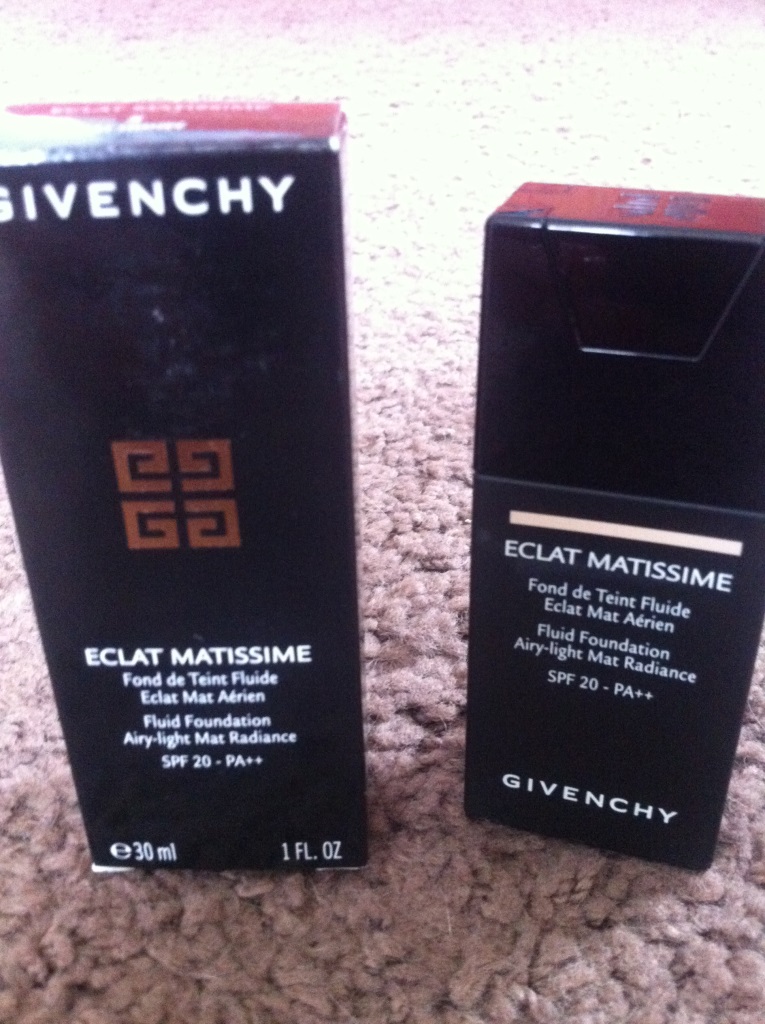 ECLAT MATISSIME
GIVENCHY
ECLAT MATISSIME
Fond de Teint Fluide
Eclat Mat Aérien
Fluid Foundation
Airy-light Mat Radiance
SPF 20 - PA++
℮30 ml 1 FL. OZ
ECLAT MATISSIME
Fond de Teint Fluide
Eclat Mat Aérien
Fluid Foundation
Airy-light Mat Radiance
SPF 20 - PA++
GIVENCHY